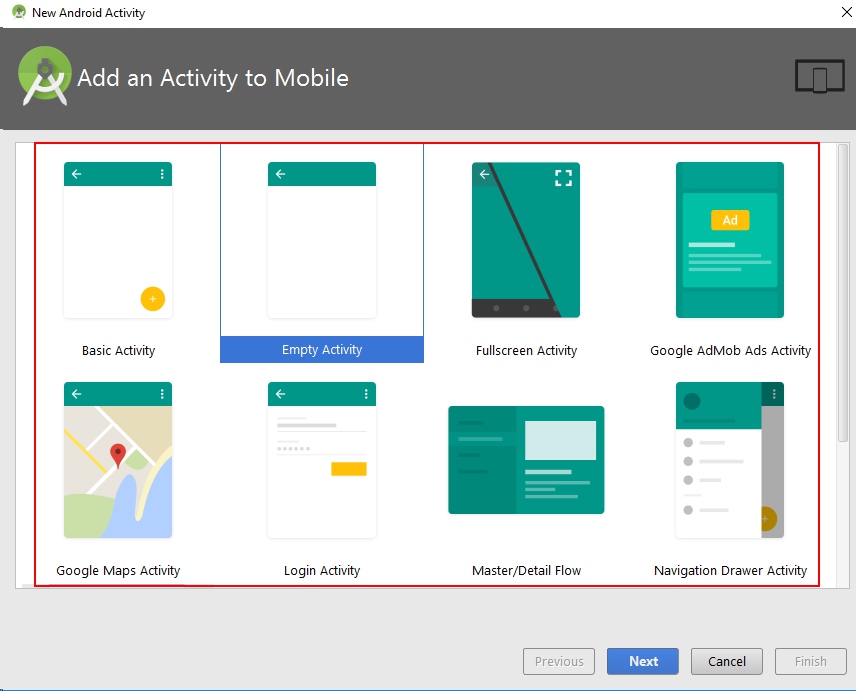 New Android Activity
Add an Activity to Mobile
Ad
Basic Activity
Empty Activity
Fullscreen Activity
Google AdMob Ads Activity
Google Maps Activity
Login Activity
Master/Detail Flow
Navigation Drawer Activity
Previous
Next
Cancel
Finish